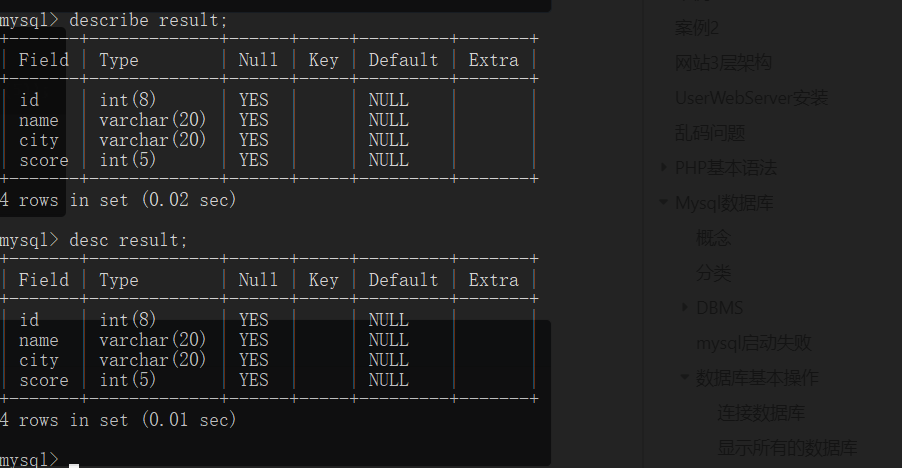 mysql> describe result;
+-------+-------------+------+-----+---------+-------+
| Field | Type        | Null | Key | Default | Extra |
+-------+-------------+------+-----+---------+-------+
| id    | int(8)      | YES  |     | NULL    |       |
| name  | varchar(20) | YES  |     | NULL    |       |
| city  | varchar(20) | YES  |     | NULL    |       |
| score | int(5)      | YES  |     | NULL    |       |
+-------+-------------+------+-----+---------+-------+
4 rows in set (0.02 sec)
mysql> desc result;
+-------+-------------+------+-----+---------+-------+
| Field | Type        | Null | Key | Default | Extra |
+-------+-------------+------+-----+---------+-------+
| id    | int(8)      | YES  |     | NULL    |       |
| name  | varchar(20) | YES  |     | NULL    |       |
| city  | varchar(20) | YES  |     | NULL    |       |
| score | int(5)      | YES  |     | NULL    |       |
+-------+-------------+------+-----+---------+-------+
4 rows in set (0.01 sec)
mysql>
案例2
网站3层架构
UserWebServer安装
乱码问题
PHP基本语法
Mysql数据库
概念
分类
DBMS
mysql启动失败
数据库基本操作
连接数据库
显示所有的数据库